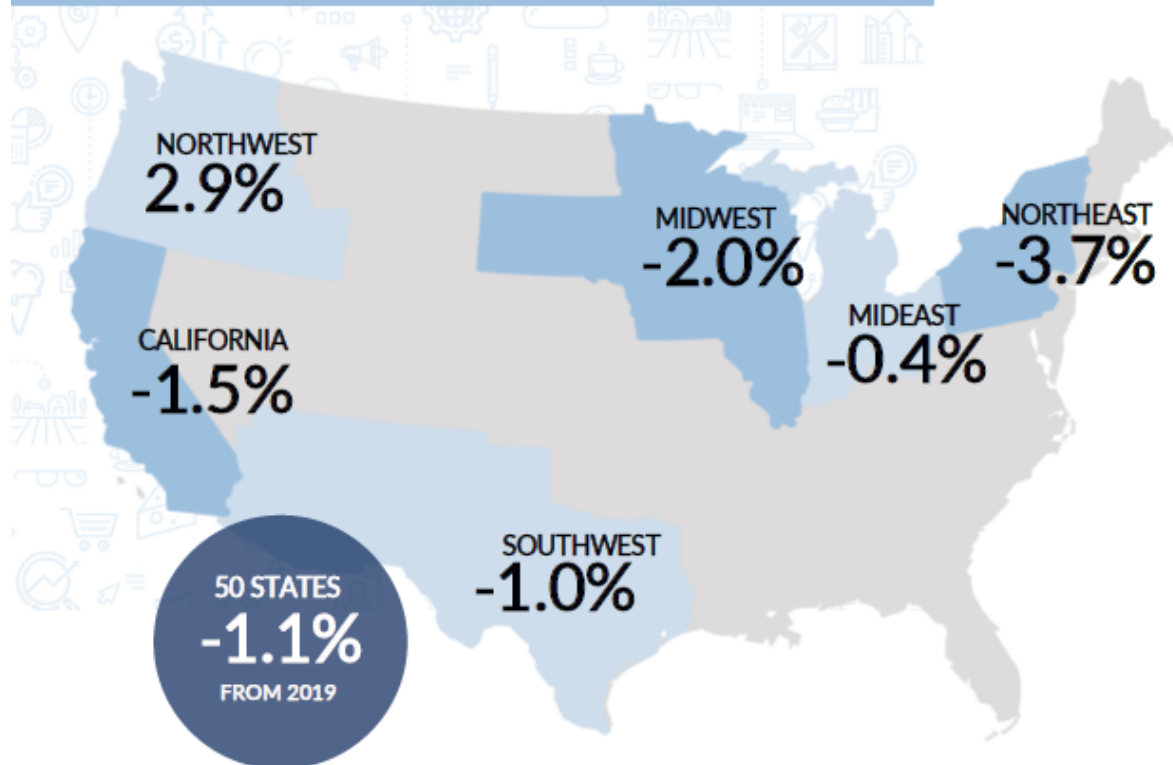 NORTHWEST
2.9%
MIDWEST
-2.0%
NORTHEAST
-3.7%
CALIFORNIA
-1.5%
MIDEAST
-0.4%
SOUTHWEST
-1.0%
50 STATES
-1.1%
FROM 2019